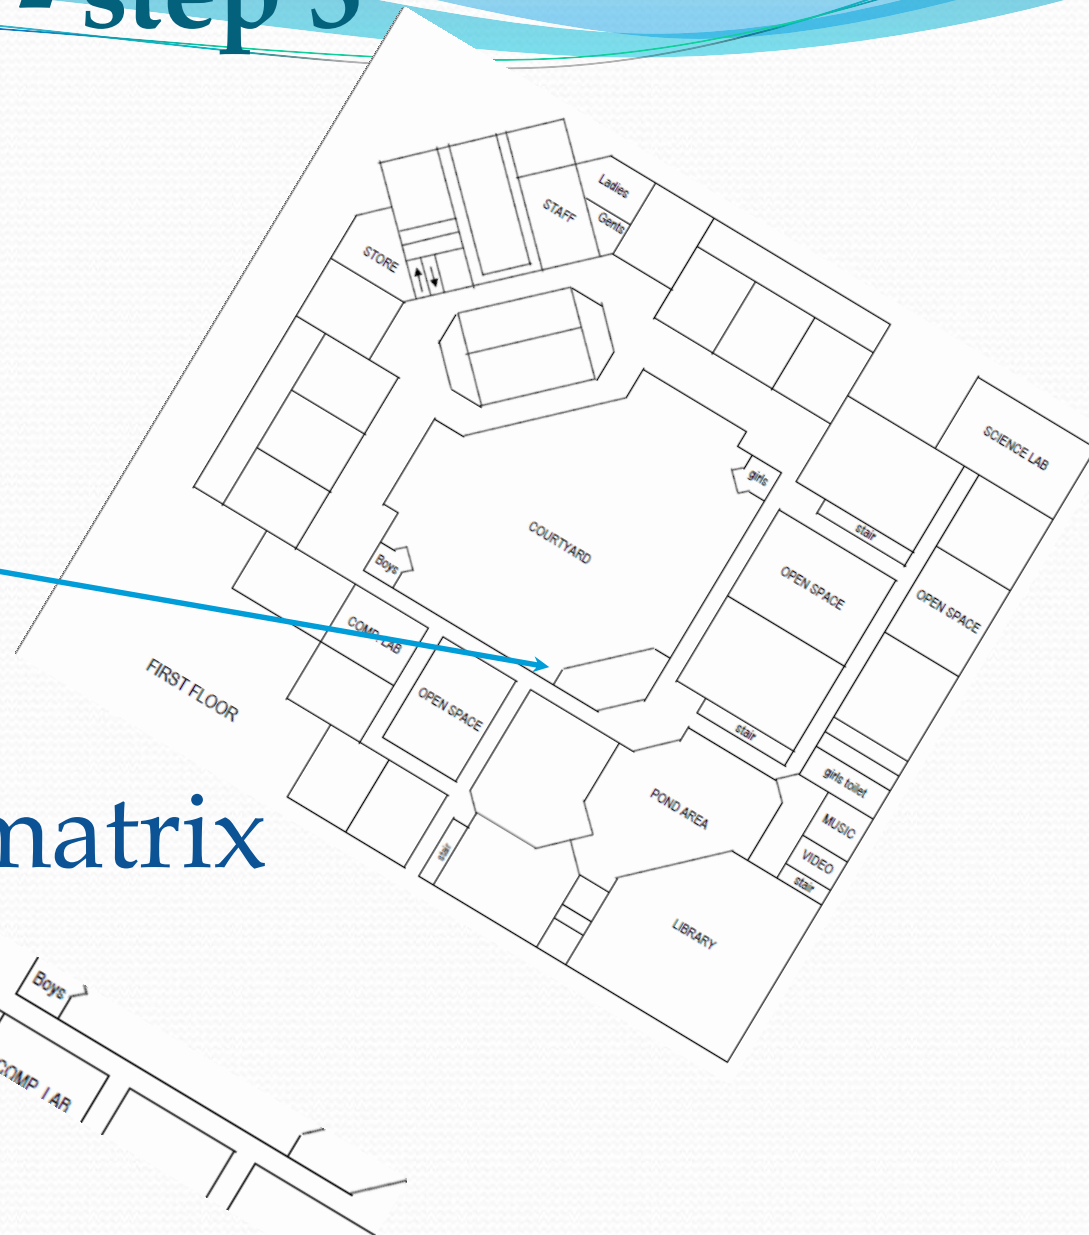 - step 3
Ladies
STAFF
Gents
STORE
SCIENCE LAB
girls
stair
COURTYARD
Boys
OPEN SPACE
OPEN SPACE
COMP LAB
FIRST FLOOR
OPEN SPACE
stair
girls toilet
POND AREA
MUSIC
matrix
stair
VIDEO
stair
LIBRARY
Boys
COMP LAB